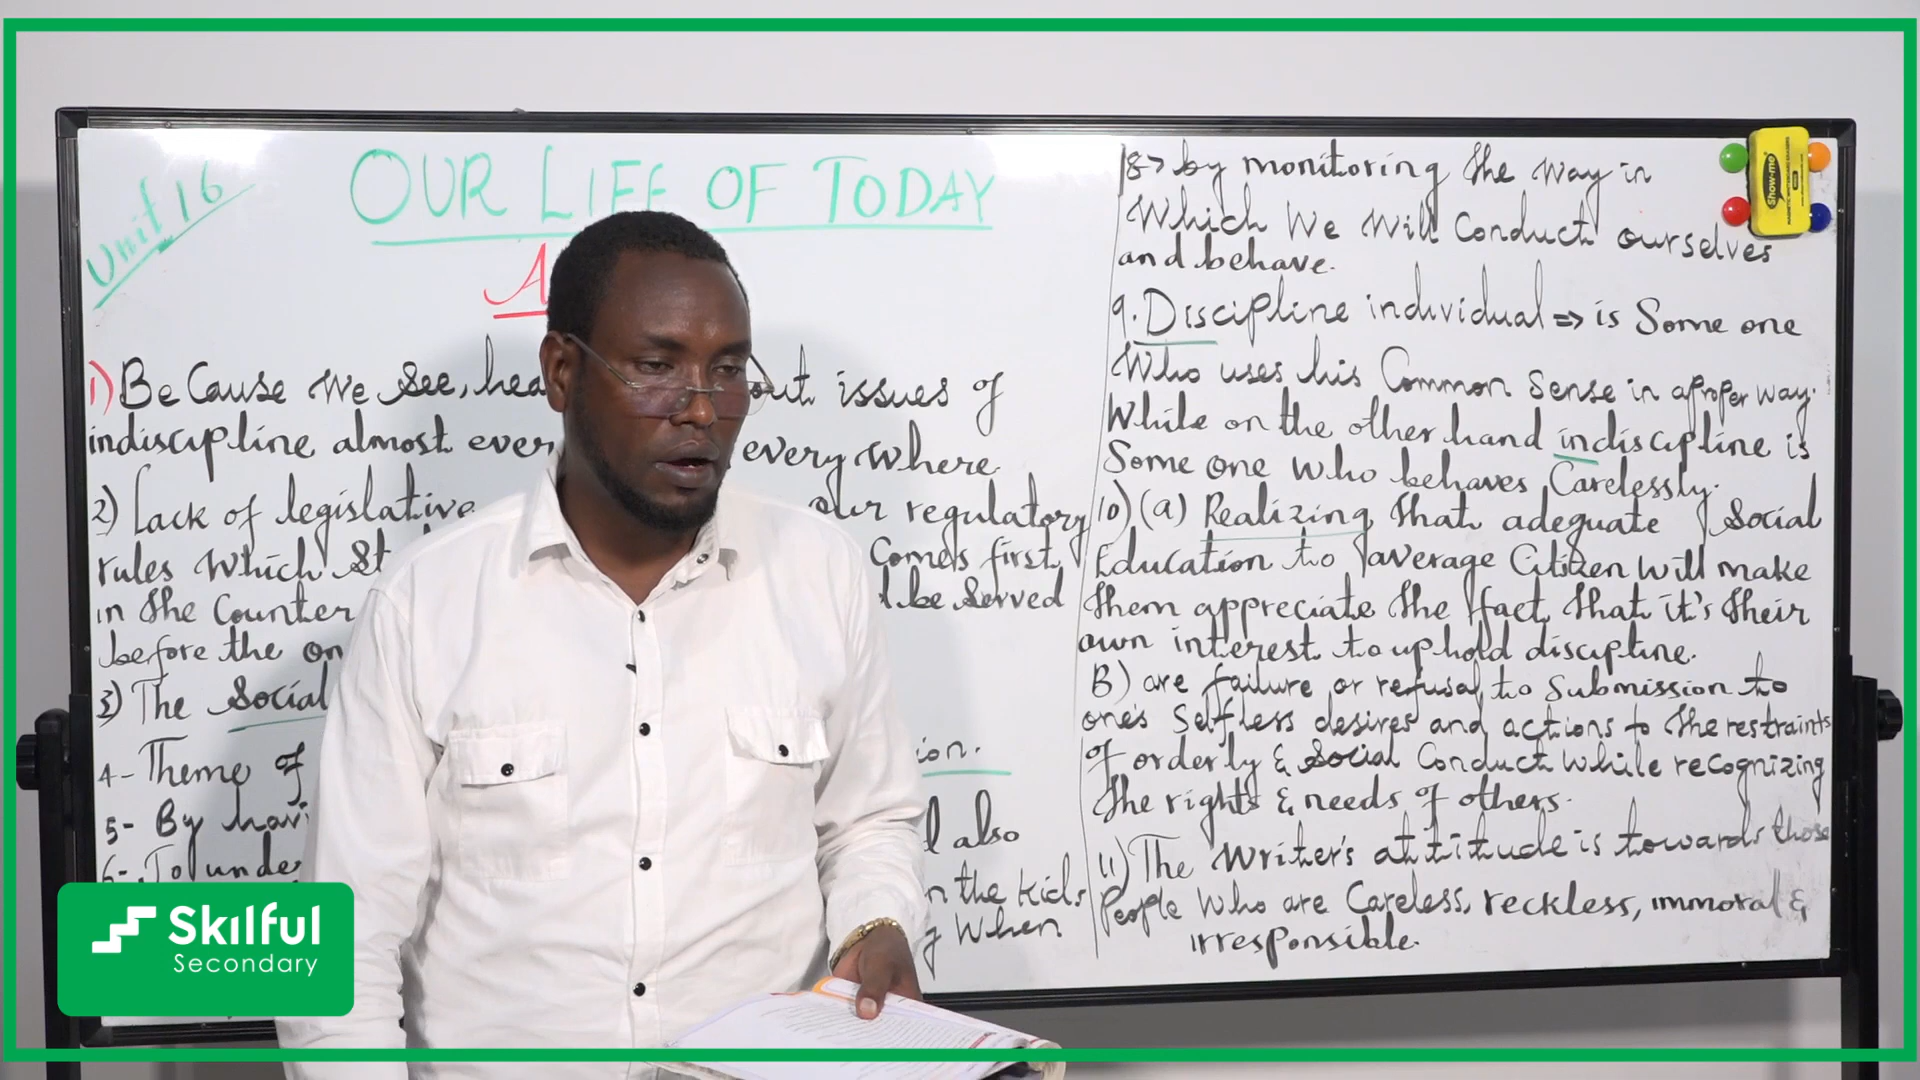 Unit 16
OUR LIFE OF TODAY
A
1) Because We See, hea out issues of
indiscipline almost ever every Where
2) Lack of legislative our regulatory
rules Which St Comes first
in the Counter be Served
before the on
3) The Social
4- Theme of ion.
5- By havi also
6- To under n the Kids
When
8→ by monitoring the Way in
Which We Will Conduct ourselves
and behave.
9. Discipline individual => is Some one
Who uses his Common Sense in a proper way.
While on the other hand indiscipline is
Some one Who behaves Carelessly.
10) (a) Realizing that adequate Social
Education to average Citizen Will make
them appreciate the fact that it's their
own interest to uphold discipline.
B) are failure or refusal to Submission to
one's Selfless desires and actions to the restraints
of orderly & Social Conduct While recognizing
the rights & needs of others.
11) The Writer's attitude is towards those
People Who are Careless, reckless, immoral &
irresponsible.
Show-me
Skilful
Secondary